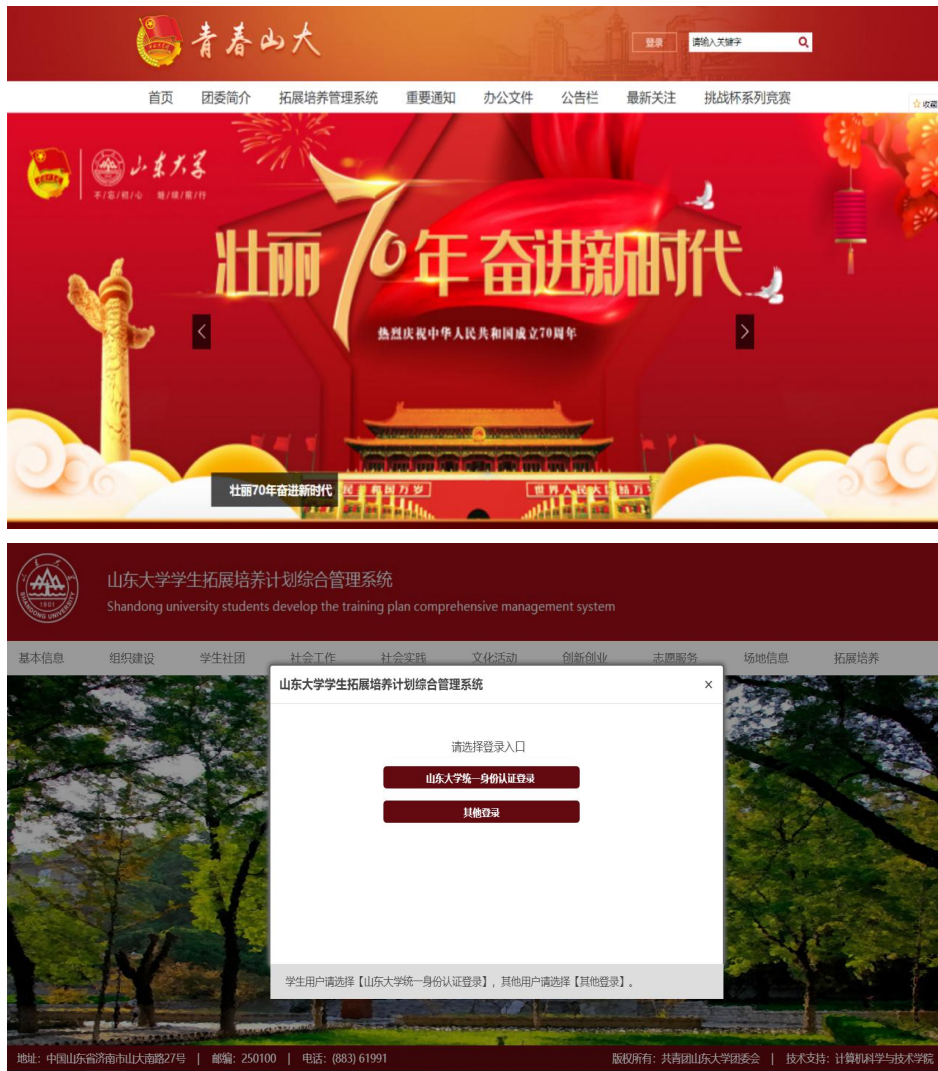 青春山大
登录
请输入关键字
首页 团委简介 拓展培养管理系统 重要通知 办公文件 公告栏 最新关注 挑战杯系列竞赛
收藏
山东大学
不/忘/初/心 继/续/前/行
壮丽70年 奋进新时代
热烈庆祝中华人民共和国成立70周年
壮丽70年奋进新时代
山东大学学生拓展培养计划综合管理系统
Shandong university students develop the training plan comprehensive management system
SHANDONG UNIVERSITY
1901
基本信息 组织建设 学生社团 社会工作 社会实践 文化活动 创新创业 志愿服务 场地信息 拓展培养
山东大学学生拓展培养计划综合管理系统
请选择登录入口
山东大学统一身份认证登录
其他登录
学生用户请选择【山东大学统一身份认证登录】，其他用户请选择【其他登录】。
地址：中国山东省济南市山大南路27号 | 邮编：250100 | 电话：(883) 61991
版权所有：共青团山东大学团委会 | 技术支持：计算机科学与技术学院